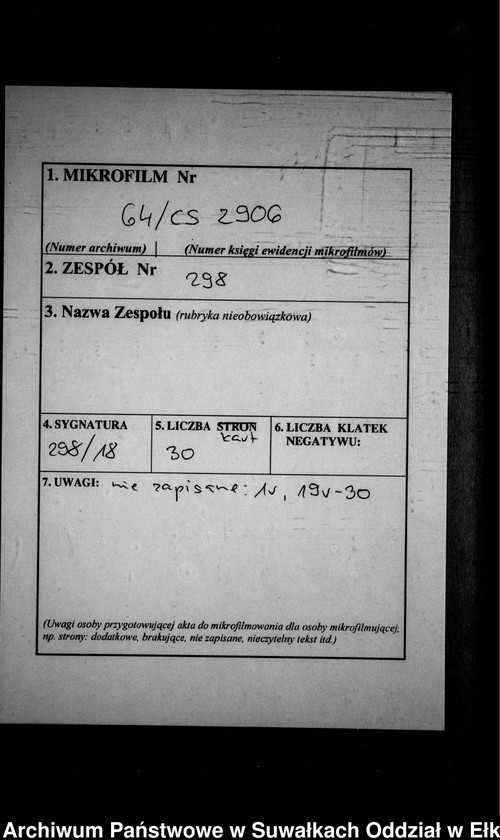 1. MIKROFILM Nr
64/CS 2906
(Numer archiwum) | (Numer księgi ewidencji mikrofilmów)
2. ZESPÓŁ Nr
298
3. Nazwa Zespołu (rubryka nieobowiązkowa)
4. SYGNATURA
298/18
5. LICZBA STRON
kart
30
6. LICZBA KLATEK
NEGATYWU:
7. UWAGI: nie zapisane: 1v, 19v-30
(Uwagi osoby przygotowującej akta do mikrofilmowania dla osoby mikrofilmującej,
np. strony: dodatkowe, brakujące, nie zapisane, nieczytelny tekst itd.)
Archiwum Państwowe w Suwałkach Oddział w Ełk